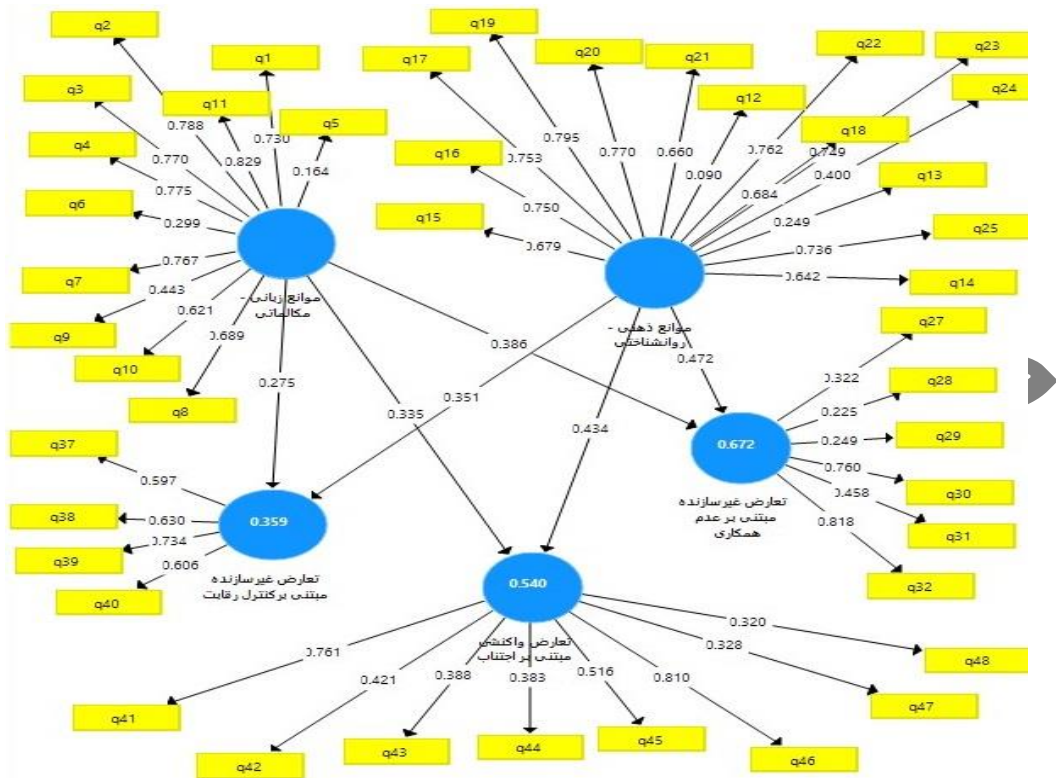 q2
q19
q1
q17
q20
q21
q22
q23
q3
q11
q5
q12
q24
q4
q18
q16
q13
q6
q15
q25
q7
q14
q9
q10
q8
q27
q28
q29
q30
q31
q32
q37
q38
q39
q40
q41
q42
q43
q44
q45
q46
q47
q48
0.788
0.730
0.829
0.164
0.770
0.775
0.299
0.767
0.443
0.621
0.689
0.795
0.770
0.660
0.762
0.749
0.753
0.090
0.400
0.684
0.750
0.249
0.679
0.736
0.642
موانع زبانی -
مکالماتی
موانع ذهنی -
روانشناختی
0.275
0.335
0.386
0.351
0.434
0.472
0.322
0.225
0.249
0.760
0.458
0.818
0.672
تعارض غیرسازنده
مبتنی بر عدم
همکاری
0.597
0.630
0.734
0.606
0.359
تعارض غیرسازنده
مبتنی برکنترل رقابت
0.540
تعارض واکنشی
مبتنی بر اجتناب
0.761
0.421
0.388
0.383
0.516
0.810
0.328
0.320